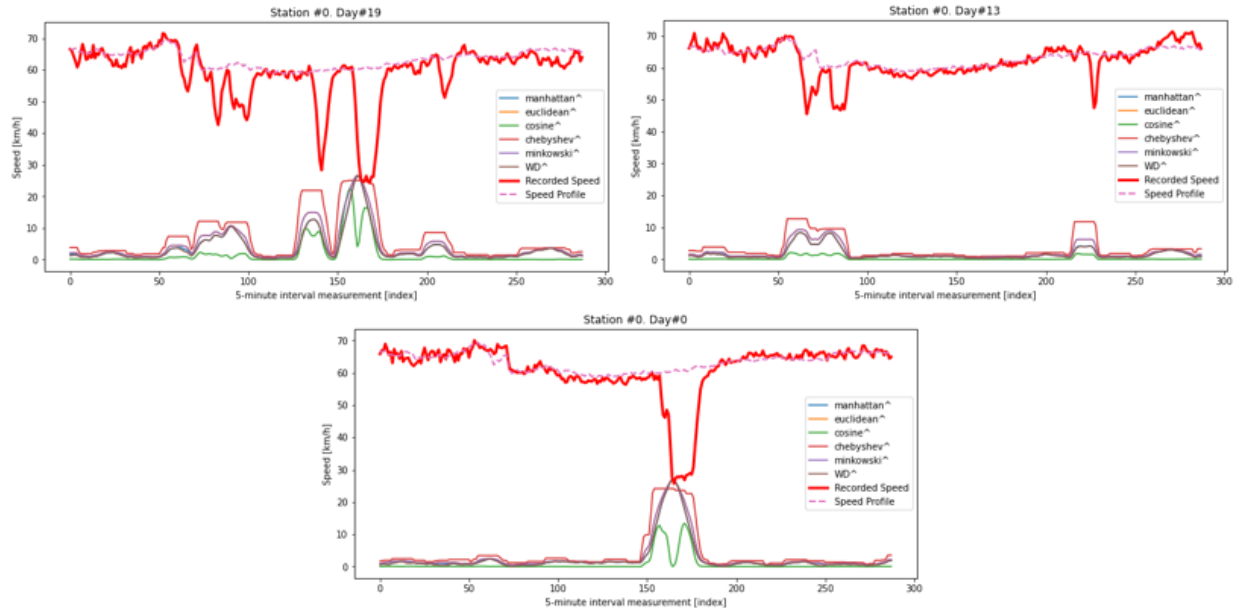 Station #0. Day#19
Speed [km/h]
70
60
50
40
30
20
10
0
manhattan^
euclidean^
cosine^
chebyshev^
minkowski^
WD^
Recorded Speed
Speed Profile
0 50 100 150 200 250 300
5-minute interval measurement [index]
Station #0. Day#13
Speed [km/h]
70
60
50
40
30
20
10
0
manhattan^
euclidean^
cosine^
chebyshev^
minkowski^
WD^
Recorded Speed
Speed Profile
0 50 100 150 200 250 300
5-minute interval measurement [index]
Station #0. Day#0
Speed [km/h]
70
60
50
40
30
20
10
0
manhattan^
euclidean^
cosine^
chebyshev^
minkowski^
WD^
Recorded Speed
Speed Profile
0 50 100 150 200 250 300
5-minute interval measurement [index]